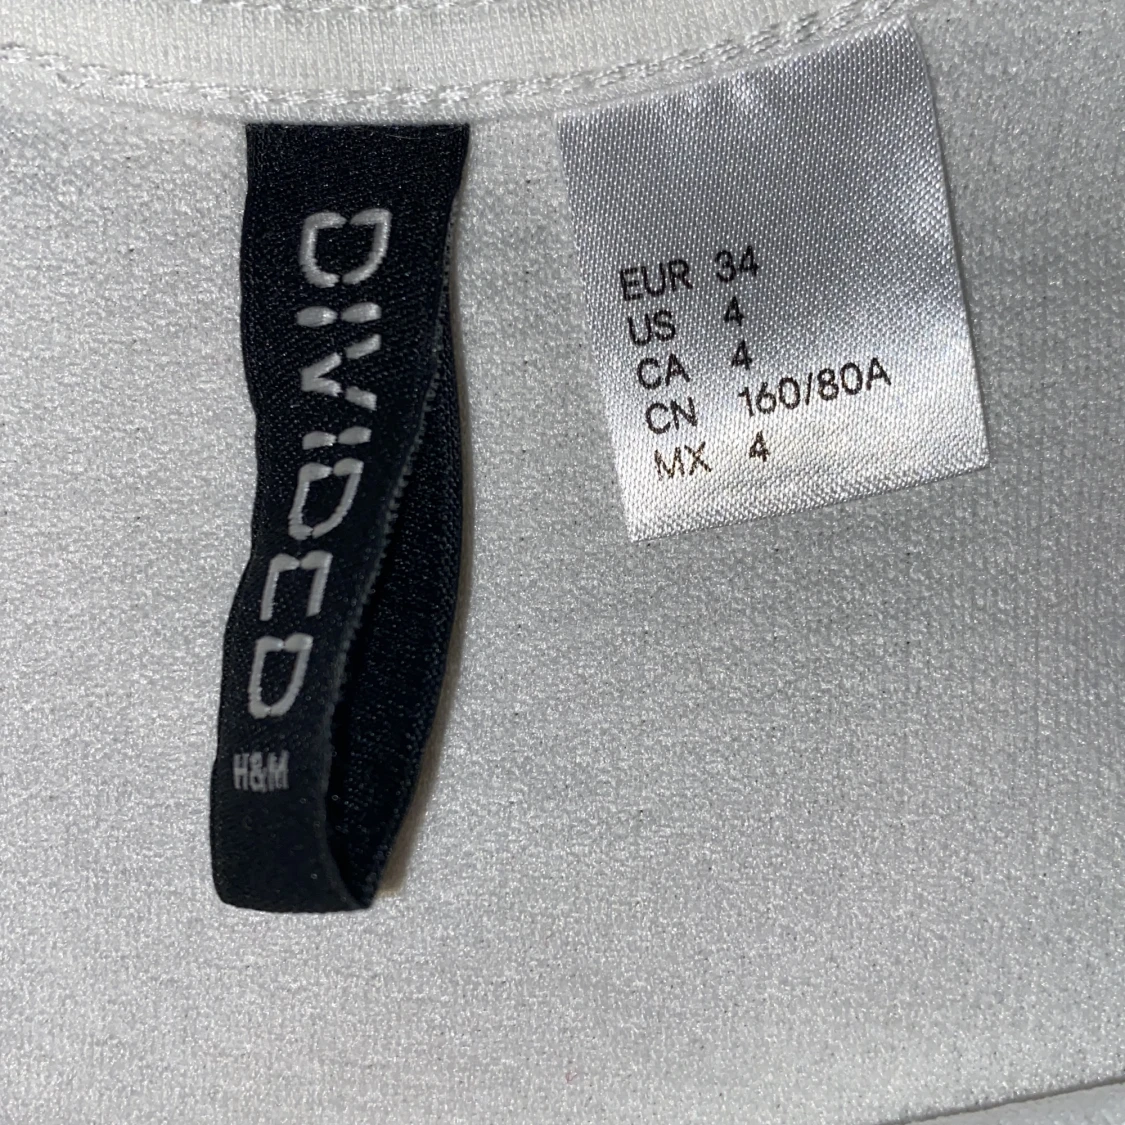 DIVIDED
H&M
EUR 34
US 4
CA 4
CN 160/80A
MX 4